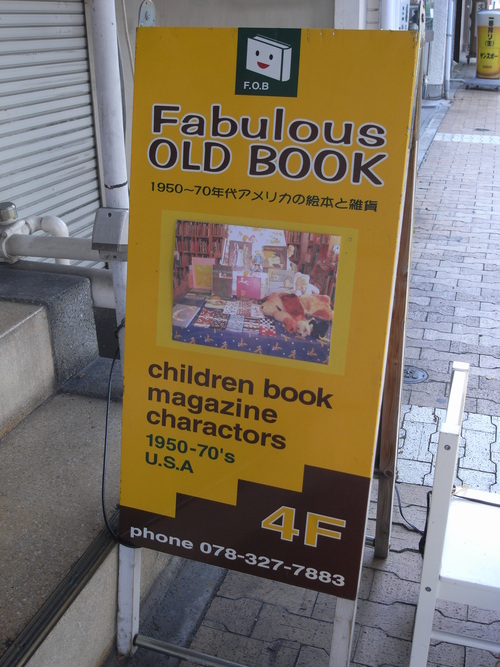 F.O.B
Fabulous
OLD BOOK
1950〜70年代アメリカの絵本と雑貨
children book
magazine
charactors
1950-70's
U.S.A
4F
phone 078-327-7883